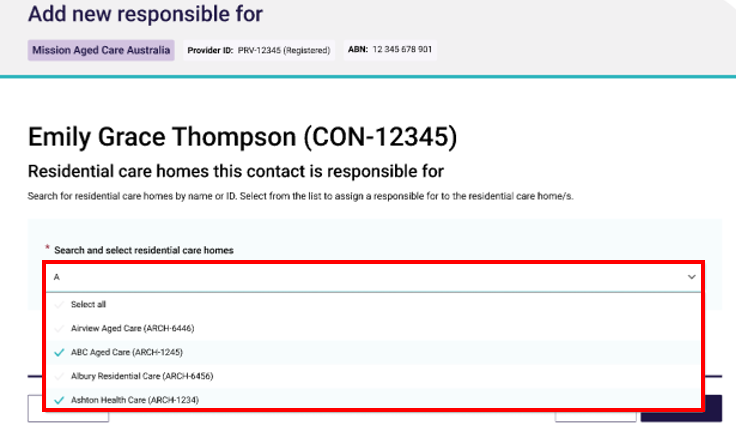 Add new responsible for
Mission Aged Care Australia Provider ID: PRV-12345 (Registered) ABN: 12 345 678 901
Emily Grace Thompson (CON-12345)
Residential care homes this contact is responsible for
Search for residential care homes by name or ID. Select from the list to assign a responsible for to the residential care home/s.
* Search and select residential care homes
A
Select all
Airview Aged Care (ARCH-6446)
ABC Aged Care (ARCH-1245)
Albury Residential Care (ARCH-6456)
Ashton Health Care (ARCH-1234)